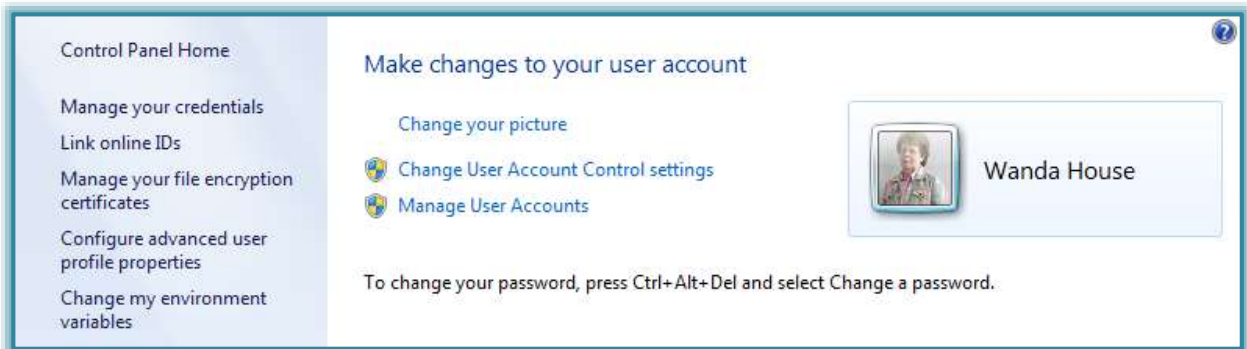 Control Panel Home
Manage your credentials
Link online IDs
Manage your file encryption
certificates
Configure advanced user
profile properties
Change my environment
variables
?
Make changes to your user account
Change your picture
Change User Account Control settings
Manage User Accounts
Wanda House
To change your password, press Ctrl+Alt+Del and select Change a password.